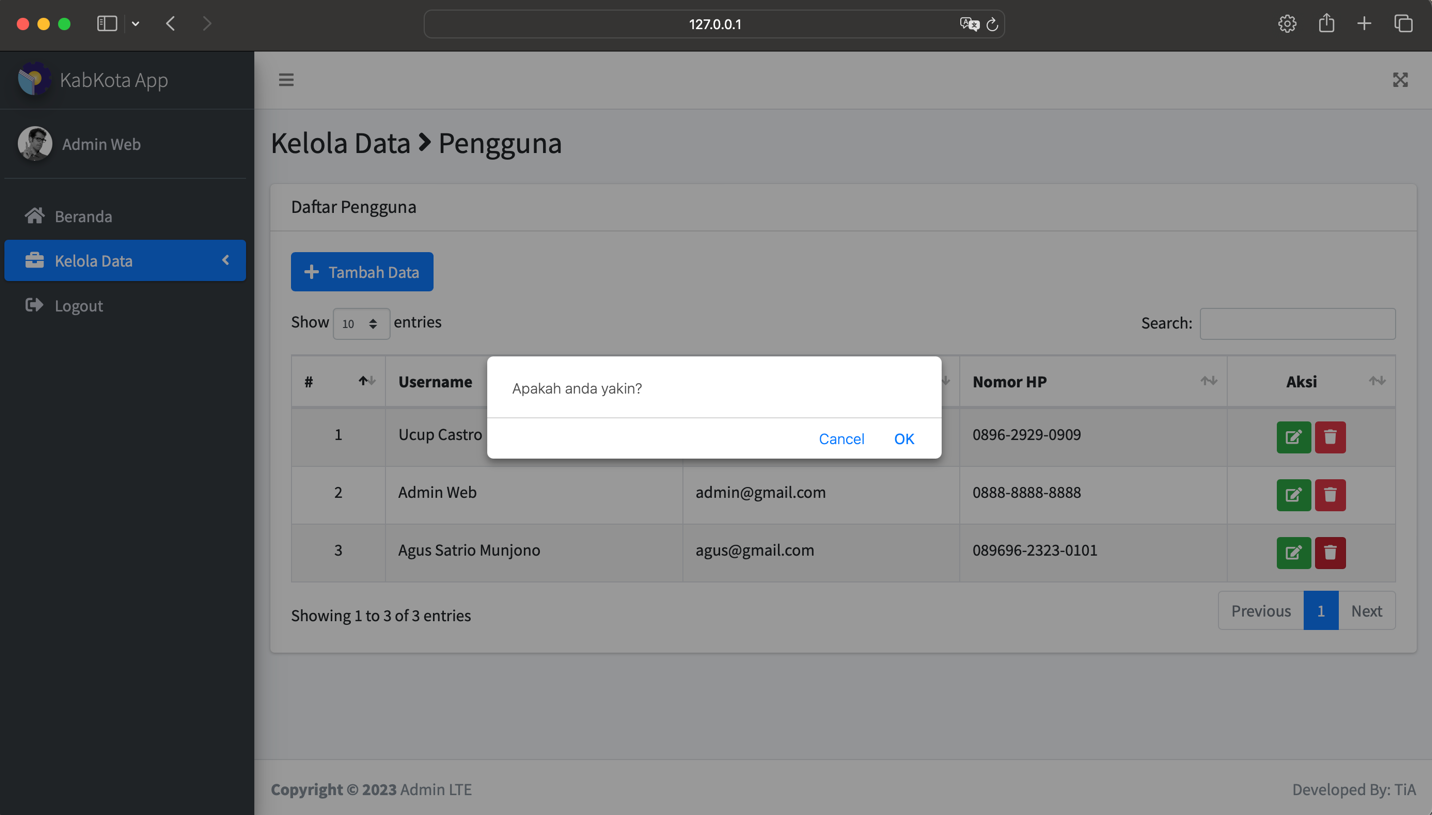 127.0.0.1
KabKota App
Admin Web
Beranda
Kelola Data
Logout
Kelola Data > Pengguna
Daftar Pengguna
+ Tambah Data
Show 10 entries
Search:
# Username Nomor HP Aksi
1 Ucup Castro 0896-2929-0909
2 Admin Web admin@gmail.com 0888-8888-8888
3 Agus Satrio Munjono agus@gmail.com 089696-2323-0101
Apakah anda yakin?
Cancel OK
Showing 1 to 3 of 3 entries
Previous 1 Next
Copyright © 2023 Admin LTE
Developed By: TiA